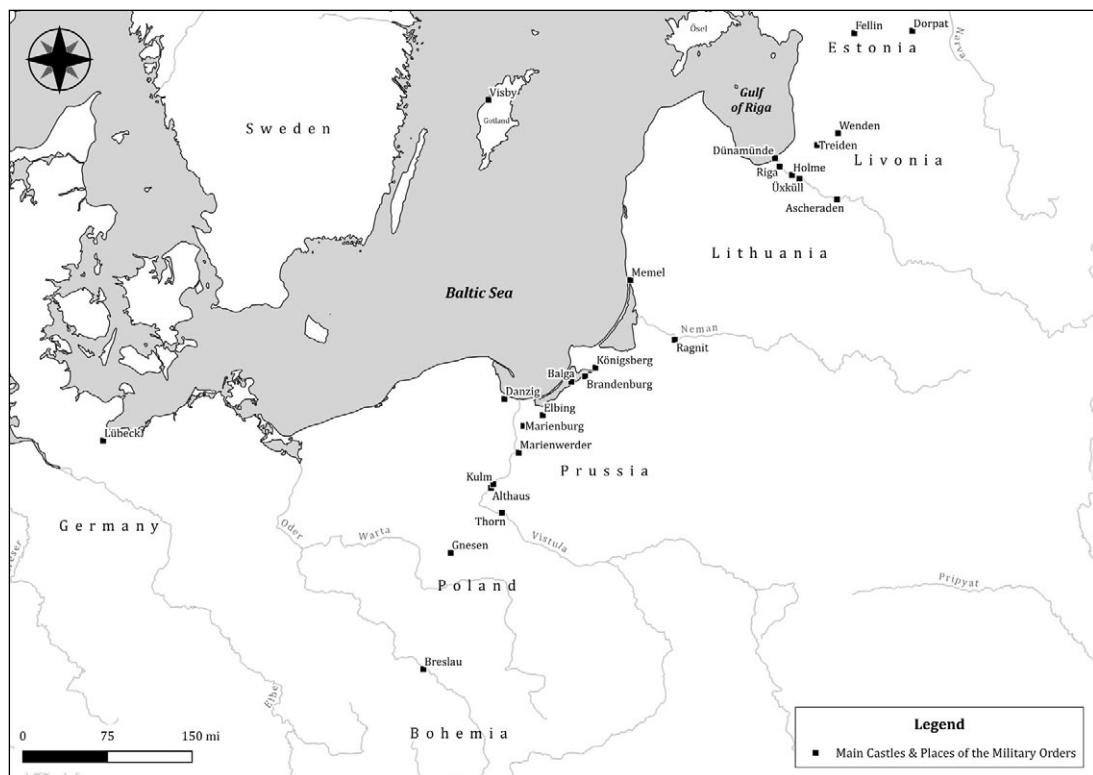 Ösel
Fellin
Dorpat
Estonia
Narva
Visby
Gotland
Gulf
of Riga
Sweden
Wenden
Treiden
Livonia
Dünamünde
Riga
Holme
Üxküll
Ascheraden
Lithuania
Memel
Baltic Sea
Neman
Ragnit
Königsberg
Balga
Brandenburg
Danzig
Elbing
Marienburg
Lübeck
Marienwerder
Prussia
Kulm
Althaus
Thorn
Germany
Oder
Warta
Vistula
Gnesen
Poland
Pripyat
Breslau
Elbe
Bohemia
0 75 150 mi
Legend
Main Castles & Places of the Military Orders